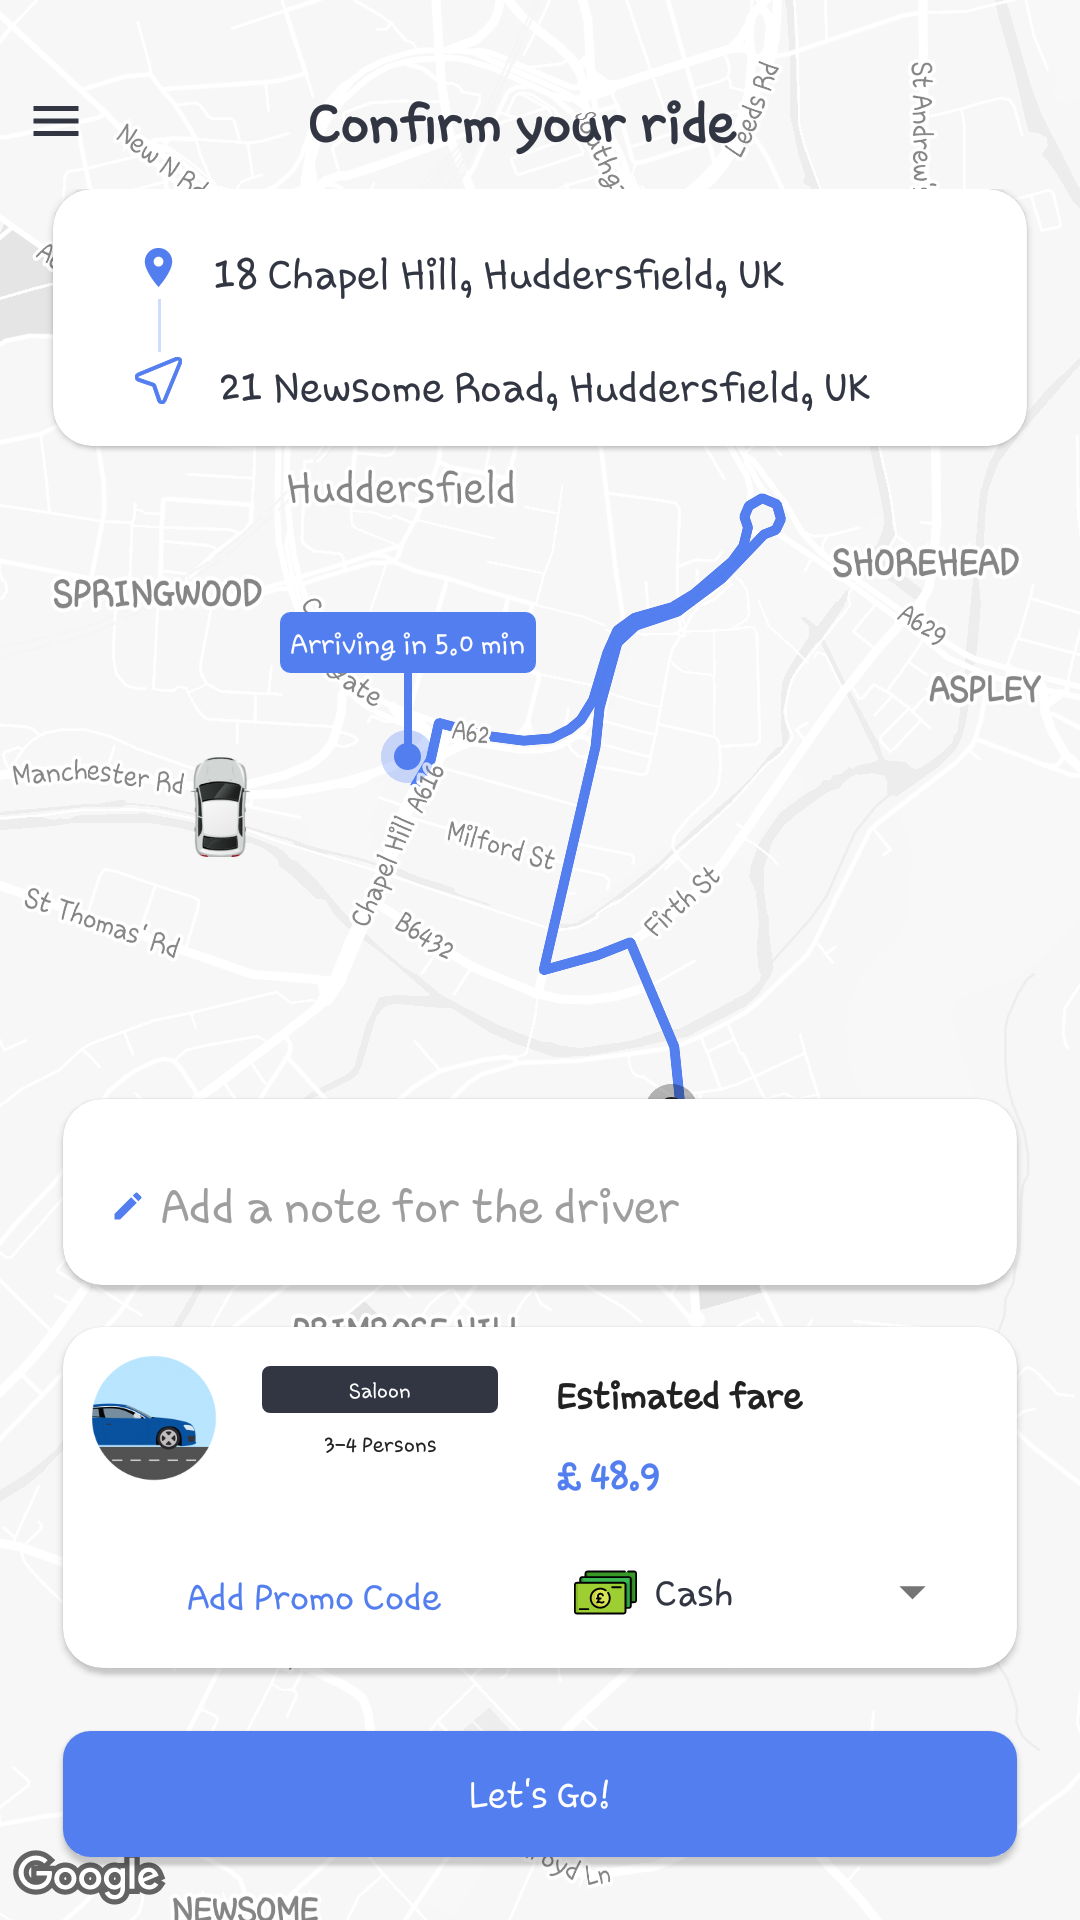 Leeds Rd
St Andrew's
New N Rd
Confirm your ride
18 Chapel Hill, Huddersfield, UK
21 Newsome Road, Huddersfield, UK
Huddersfield
SHOREHEAD
SPRINGWOOD
A629
Arriving in 5.0 min
ASPLEY
A62
Manchester Rd
Chapel Hill A616
Milford St
St Thomas' Rd
B6432
Firth St
Add a note for the driver
PRIMROSE HILL
Saloon
Estimated fare
3-4 Persons
£ 48.9
Add Promo Code
£
Cash
Let's Go!
Google
Ln
NEWSOME